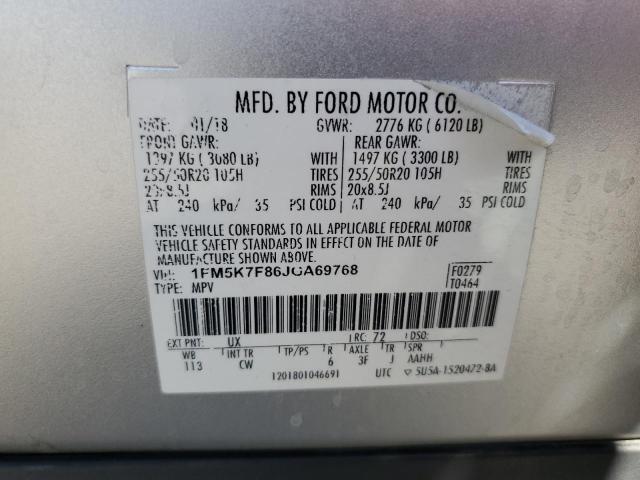 MFD. BY FORD MOTOR CO.
DATE: 01/18 GVWR: 2776 KG ( 6120 LB)
FRONT GAWR: REAR GAWR:
1397 KG ( 3080 LB) WITH 1497 KG ( 3300 LB) WITH
255/50R20 105H TIRES 255/50R20 105H TIRES
20x8.5J RIMS 20x8.5J RIMS
AT 240 kPa/ 35 PSI COLD AT 240 kPa/ 35 PSI COLD
THIS VEHICLE CONFORMS TO ALL APPLICABLE FEDERAL MOTOR
VEHICLE SAFETY STANDARDS IN EFFECT ON THE DATE OF
MANUFACTURE SHOWN ABOVE.
VIN: 1FM5K7F86JGA69768 F0279
TYPE: MPV T0464
EXT PNT: UX RC: 72 DSO:
WB INT TR TP/PS R AXLE TR SPR
113 CW 6 3F J AAHH
1201801046691 UTC ▽ 5U5A-1520472-BA